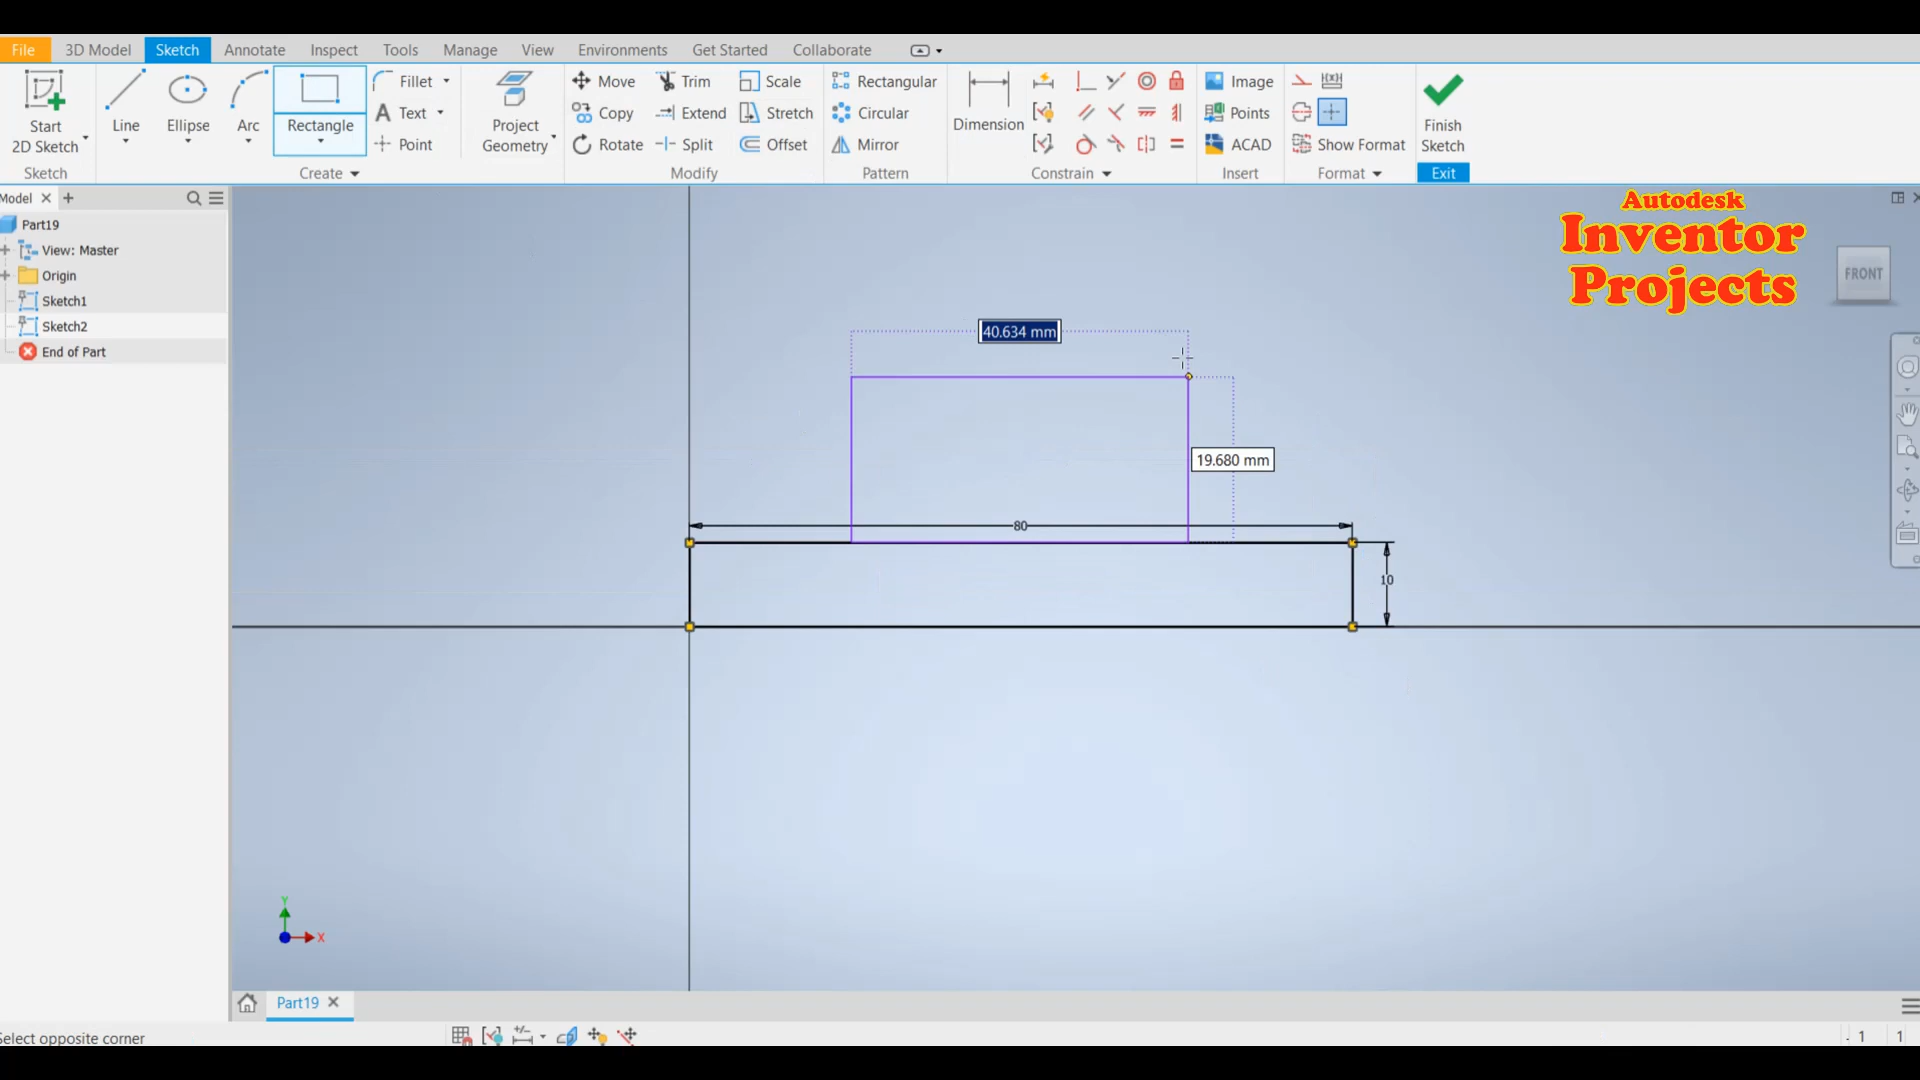 File 3D Model Sketch Annotate Inspect Tools Manage View Environments Get Started Collaborate
Start
2D Sketch
Line
Ellipse
Arc
Rectangle
Fillet
Text
Point
Project
Geometry
Move
Copy
Rotate
Trim
Extend
Split
Scale
Stretch
Offset
Rectangular
Circular
Mirror
Dimension
Image
Points
ACAD
Show Format
Finish
Sketch
Sketch Create Modify Pattern Constrain Insert Format Exit
Model
Part19
View: Master
Origin
Sketch1
Sketch2
End of Part
Autodesk
Inventor
Projects
FRONT
40.634 mm
19.680 mm
80
10
Y
X
Part19
Select opposite corner
1 1